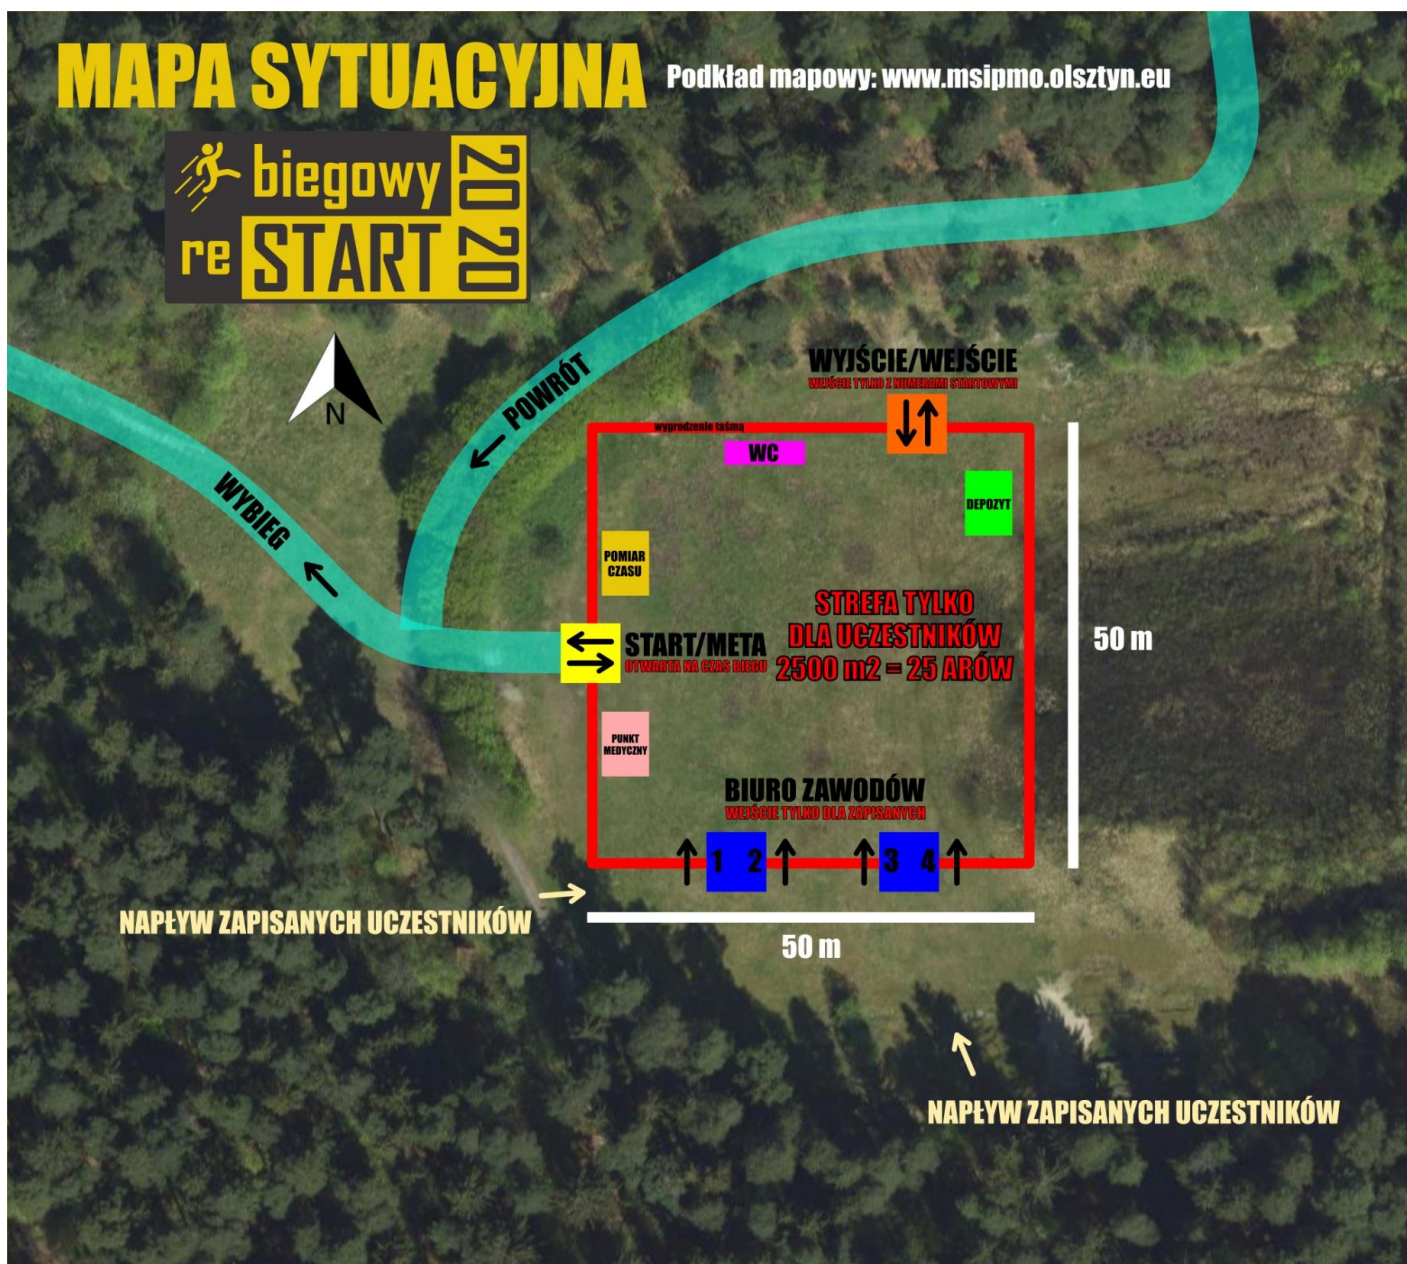 MAPA SYTUACYJNA
Podkład mapowy: www.msipmo.olsztyn.eu
biegowy
re START
2020
N
POWRÓT
WYBIEG
WYJŚCIE/WEJŚCIE
WEJŚCIE TYLKO Z NUMERAMI STARTOWYMI
wygrodzenie taśmą
WC
DEPOZYT
POMIAR
CZASU
STREFA TYLKO
DLA UCZESTNIKÓW
2500 m2 = 25 ARÓW
START/META
OTWARTA NA CZAS BIEGU
50 m
PUNKT
MEDYCZNY
BIURO ZAWODÓW
WEJŚCIE TYLKO DLA ZAPISANYCH
1 2
3 4
NAPŁYW ZAPISANYCH UCZESTNIKÓW
50 m
NAPŁYW ZAPISANYCH UCZESTNIKÓW